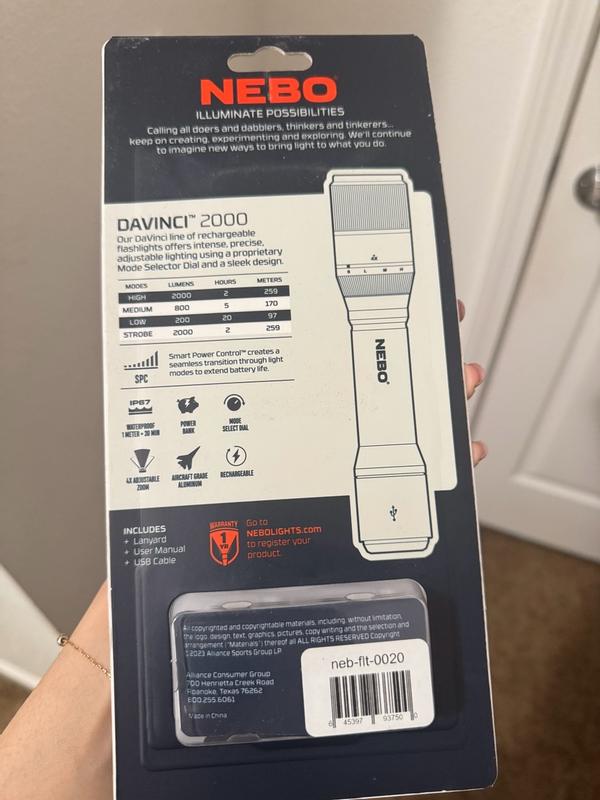 NEBO
ILLUMINATE POSSIBILITIES
Calling all doers and dabblers, thinkers and tinkerers...
keep on creating, experimenting and exploring. We'll continue
to imagine new ways to bring light to what you do.
DAVINCI™ 2000
Our DaVinci line of rechargeable
flashlights offers intense, precise,
adjustable lighting using a proprietary
Mode Selector Dial and a sleek design.
MODES LUMENS HOURS METERS
HIGH 2000 2 259
MEDIUM 800 5 170
LOW 200 20 97
STROBE 2000 2 259
SPC
Smart Power Control™ creates a
seamless transition through light
modes to extend battery life.
IP67
WATERPROOF
1 METER • 30 MIN
POWER
BANK
MODE
SELECT DIAL
4X ADJUSTABLE
ZOOM
AIRCRAFT GRADE
ALUMINUM
RECHARGEABLE
4X
S L M H
NEBO
INCLUDES
+ Lanyard
+ User Manual
+ USB Cable
WARRANTY
1
Go to
NEBOLIGHTS.com
to register your
product.
All copyrighted and copyrightable materials, including, without limitation,
the logo, design, text, graphics, pictures, copy writing and the selection and
arrangement ("Materials") thereof all ALL RIGHTS RESERVED Copyright
©2023 Alliance Sports Group LP
Alliance Consumer Group
700 Henrietta Creek Road
Roanoke, Texas 76262
800.255.6061
Made in China
neb-flt-0020
6 45397 93750 0